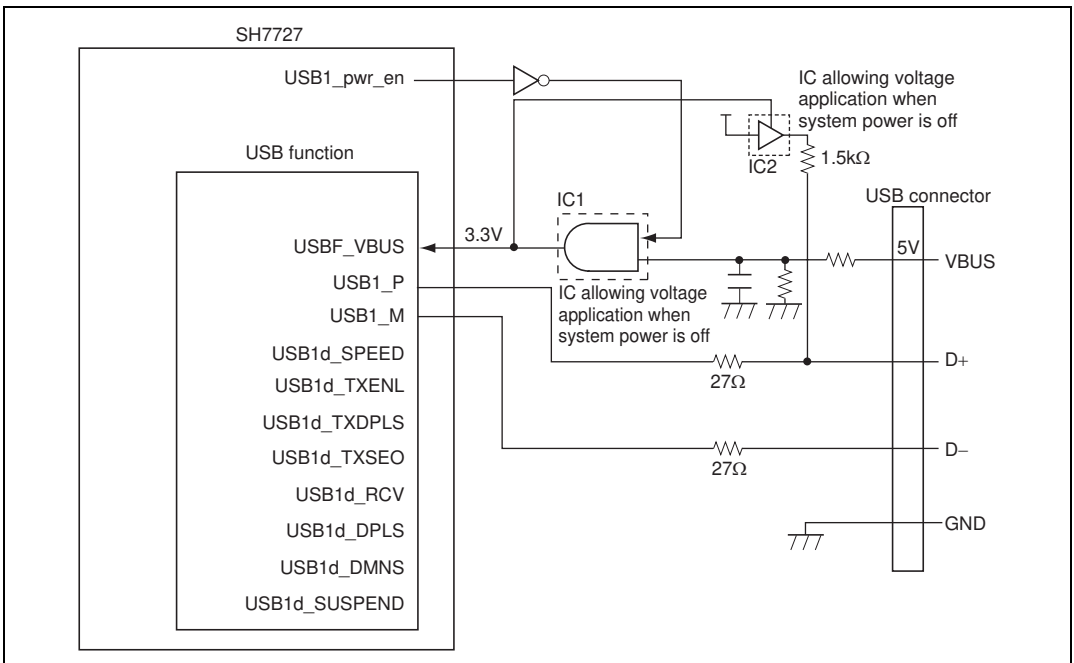 SH7727
USB1_pwr_en
IC allowing voltage
application when
system power is off
IC2
1.5kΩ
USB function
USB connector
IC1
USBF_VBUS
3.3V
5V
VBUS
USB1_P
IC allowing voltage
application when
system power is off
USB1_M
USB1d_SPEED
27Ω
D+
USB1d_TXENL
USB1d_TXDPLS
USB1d_TXSEO
27Ω
D−
USB1d_RCV
USB1d_DPLS
GND
USB1d_DMNS
USB1d_SUSPEND